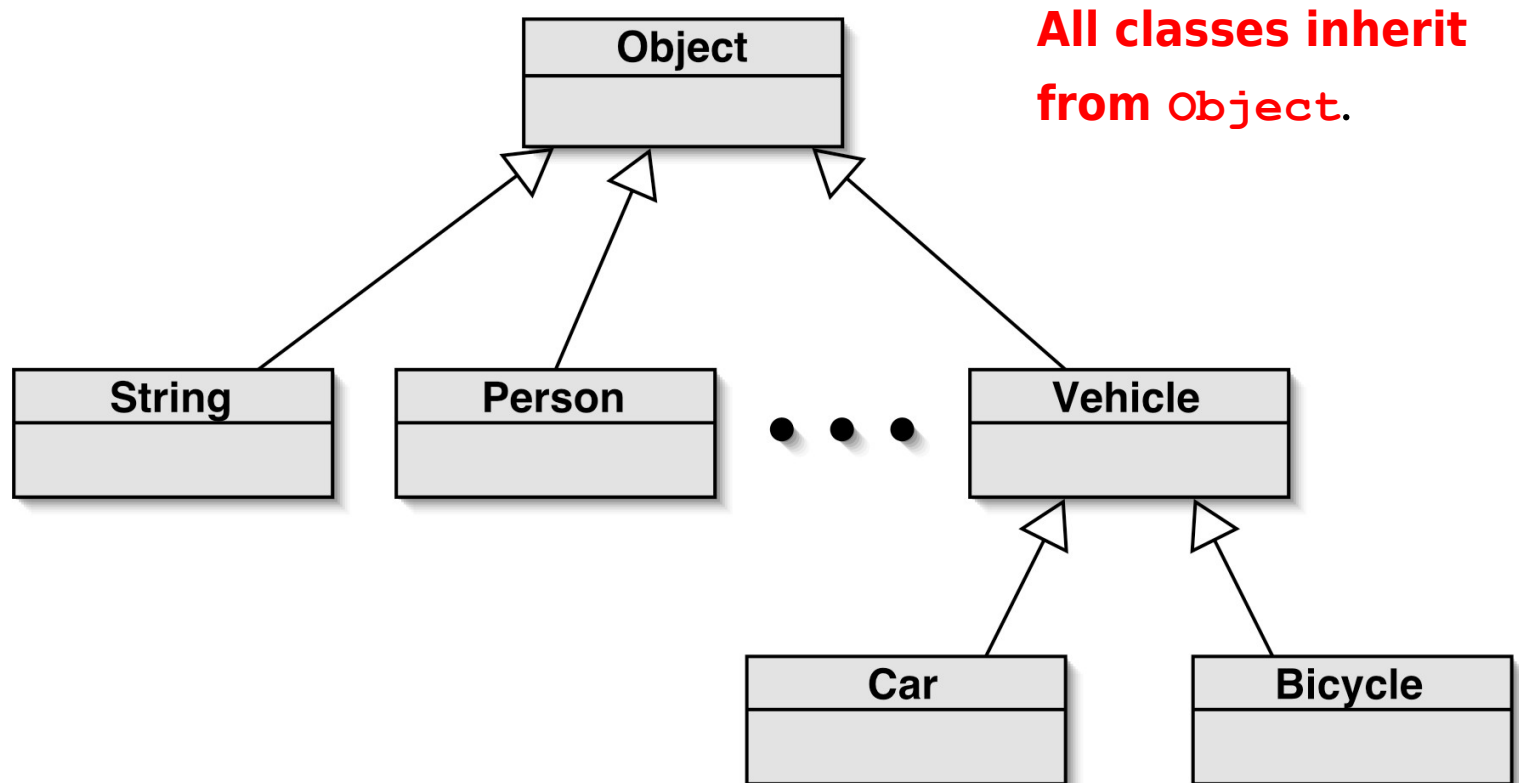 Object
All classes inherit
from Object.
String
Person
Vehicle
Car
Bicycle